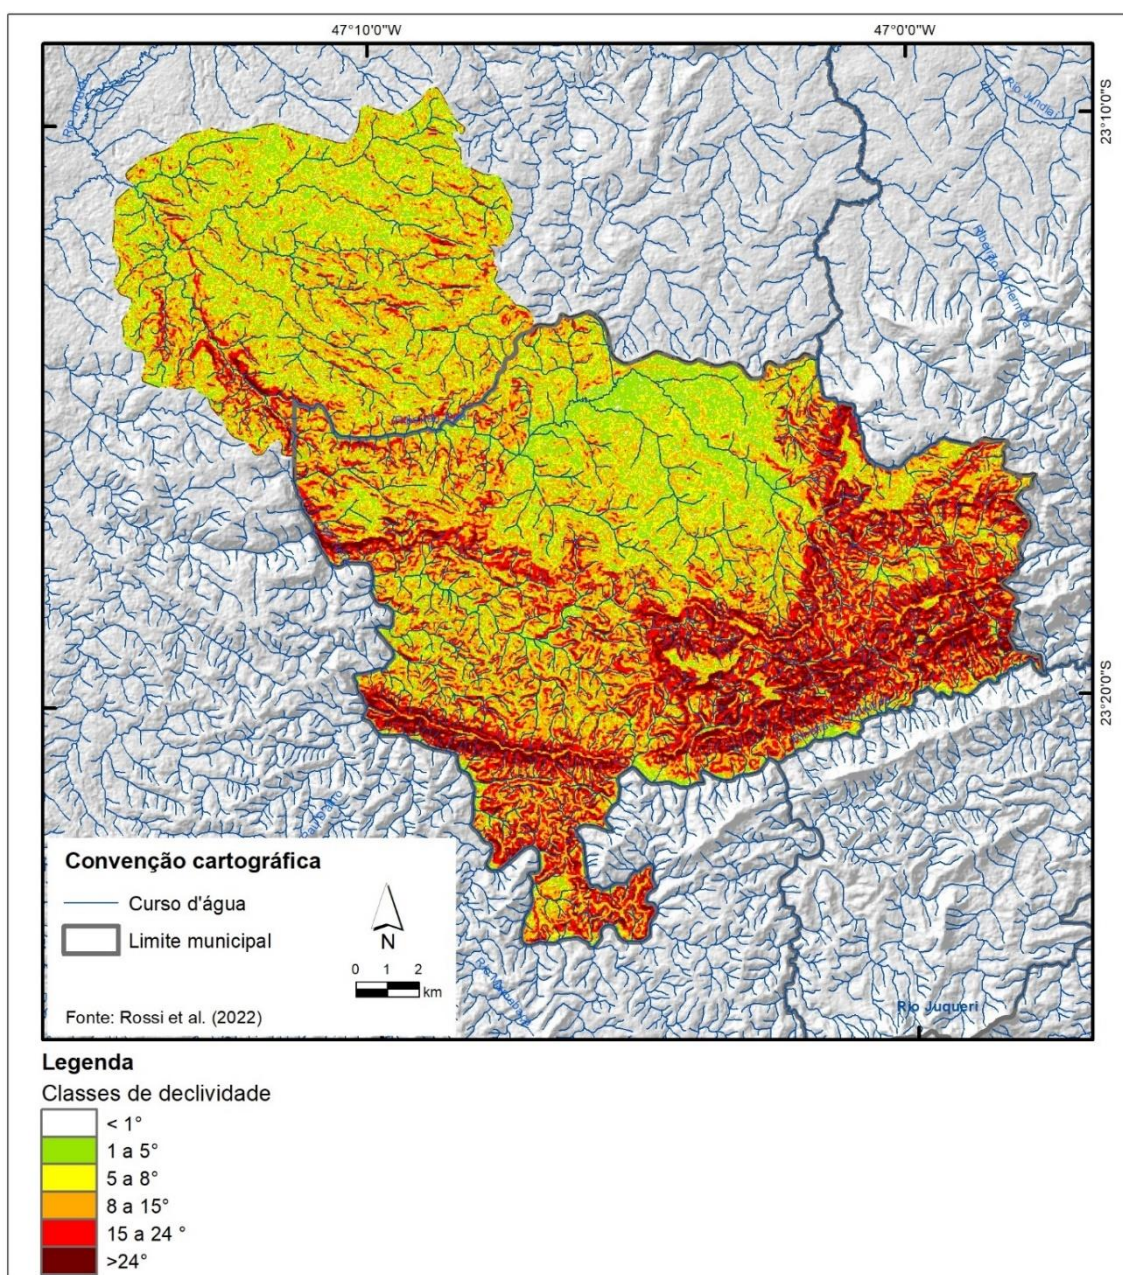 47°10'0"W
47°0'0"W
23°10'0"S
23°20'0"S
Rio Juqueri
Convenção cartográfica
Curso d'água
Limite municipal
N
0 1 2
km
Fonte: Rossi et al. (2022)
Legenda
Classes de declividade
< 1°
1 a 5°
5 a 8°
8 a 15°
15 a 24 °
>24°